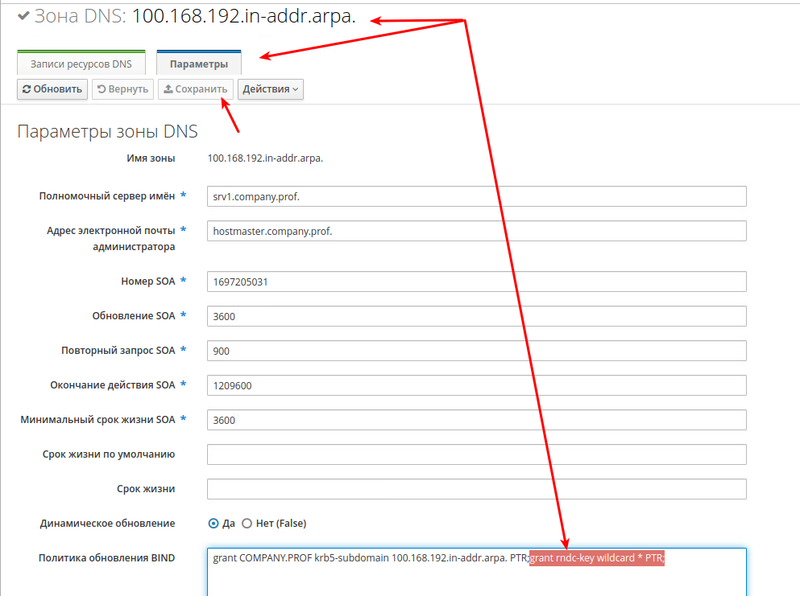 Зона DNS: 100.168.192.in-addr.arpa.
Записи ресурсов DNS Параметры
Обновить Вернуть Сохранить Действия
Параметры зоны DNS
Имя зоны 100.168.192.in-addr.arpa.
Полномочный сервер имён * srv1.company.prof.
Адрес электронной почты администратора * hostmaster.company.prof.
Номер SOA * 1697205031
Обновление SOA * 3600
Повторный запрос SOA * 900
Окончание действия SOA * 1209600
Минимальный срок жизни SOA * 3600
Срок жизни по умолчанию
Срок жизни
Динамическое обновление Да Нет (False)
Политика обновления BIND grant COMPANY.PROF krb5-subdomain 100.168.192.in-addr.arpa. PTR;grant rndc-key wildcard * PTR;